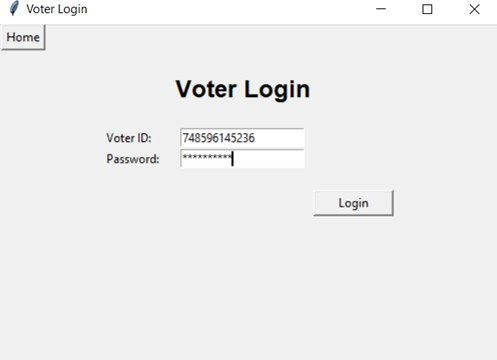 Voter Login
Home
Voter Login
Voter ID: 748596145236
Password: **********
Login